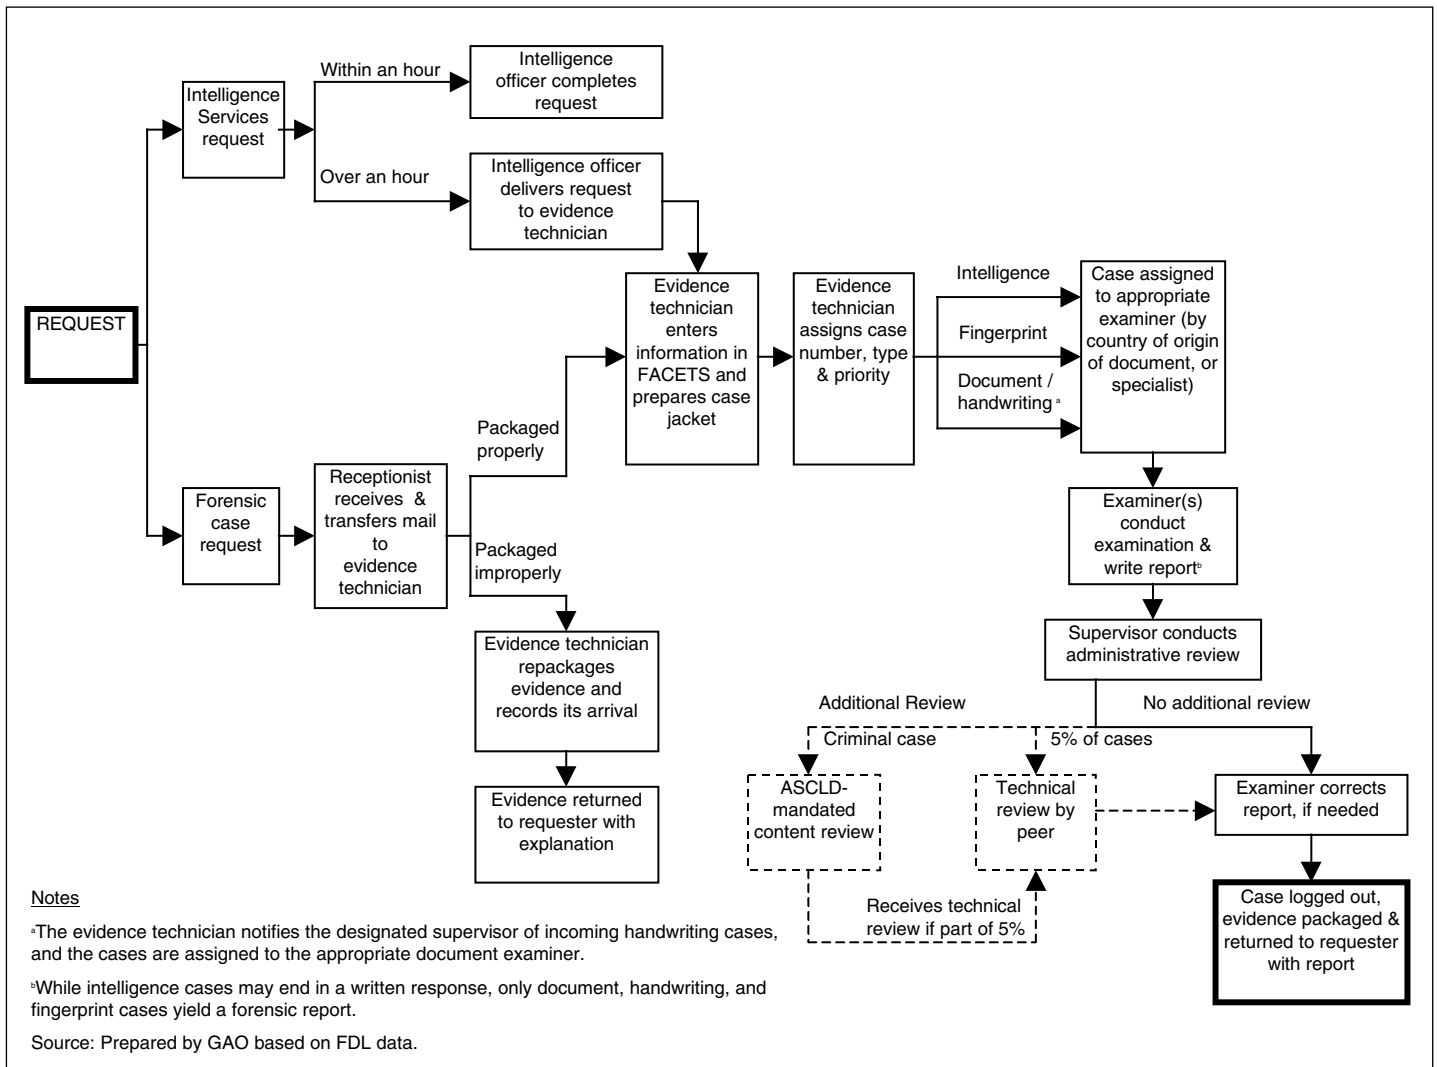 Within an hour
Intelligence
officer completes
request
Intelligence
Services
request
Over an hour
Intelligence officer
delivers request
to evidence
technician
REQUEST
Evidence
technician
enters
information in
FACETS and
prepares case
jacket
Evidence
technician
assigns case
number, type
& priority
Intelligence
Fingerprint
Document /
handwriting a
Case assigned
to appropriate
examiner (by
country of origin
of document, or
specialist)
Packaged
properly
Forensic
case
request
Receptionist
receives &
transfers mail
to
evidence
technician
Packaged
improperly
Examiner(s)
conduct
examination &
write reportb
Evidence technician
repackages
evidence and
records its arrival
Supervisor conducts
administrative review
Additional Review
No additional review
Criminal case
5% of cases
Evidence returned
to requester with
explanation
ASCLD-
mandated
content review
Technical
review by
peer
Examiner corrects
report, if needed
Receives technical
review if part of 5%
Case logged out,
evidence packaged &
returned to requester
with report
Notes
aThe evidence technician notifies the designated supervisor of incoming handwriting cases,
and the cases are assigned to the appropriate document examiner.
bWhile intelligence cases may end in a written response, only document, handwriting, and
fingerprint cases yield a forensic report.
Source: Prepared by GAO based on FDL data.